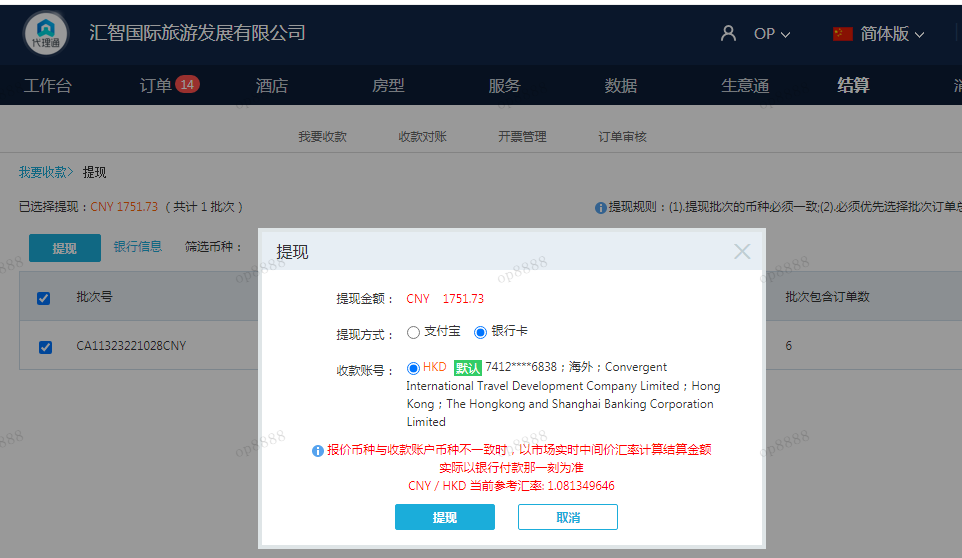 代理通
汇智国际旅游发展有限公司
OP
简体版
工作台
订单 14
酒店
房型
服务
数据
生意通
结算
我要收款
收款对账
开票管理
订单审核
我要收款> 提现
已选择提现：CNY 1751.73（ 共计 1 批次 ）
提现规则：(1).提现批次的币种必须一致;(2).必须优先选择批次订单总
提现
银行信息
筛选币种：
批次号
批次包含订单数
CA11323221028CNY
6
提现
提现金额： CNY 1751.73
提现方式： 支付宝 银行卡
收款账号： HKD 默认 7412****6838；海外；Convergent
International Travel Development Company Limited；Hong
Kong；The Hongkong and Shanghai Banking Corporation
Limited
报价币种与收款账户币种不一致时，以市场实时中间价汇率计算结算金额
实际以银行付款那一刻为准
CNY / HKD 当前参考汇率: 1.081349646
提现
取消
op8888
op8888
op8888
op8888
op8888
op8888
op8888
op8888